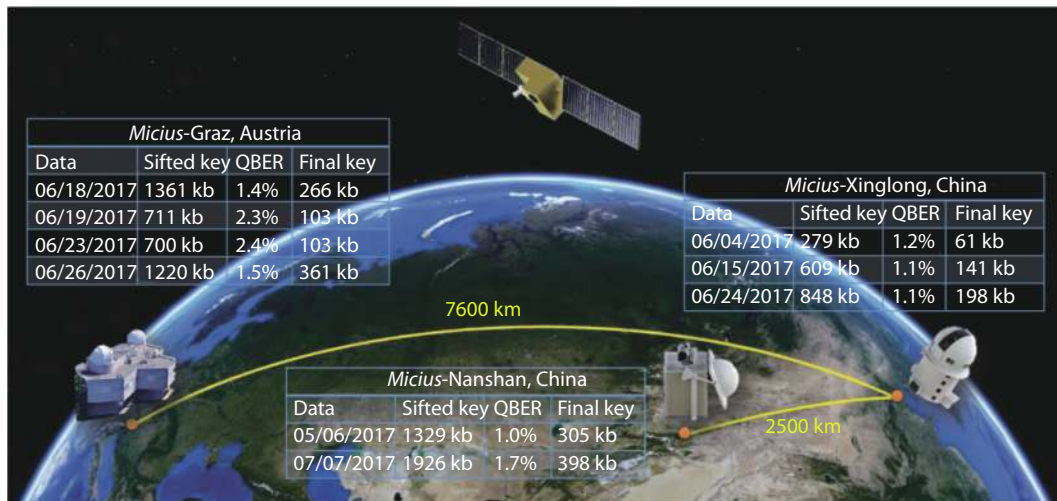 Micius-Graz, Austria
Data Sifted key QBER Final key
06/18/2017 1361 kb 1.4% 266 kb
06/19/2017 711 kb 2.3% 103 kb
06/23/2017 700 kb 2.4% 103 kb
06/26/2017 1220 kb 1.5% 361 kb
Micius-Xinglong, China
Data Sifted key QBER Final key
06/04/2017 279 kb 1.2% 61 kb
06/15/2017 609 kb 1.1% 141 kb
06/24/2017 848 kb 1.1% 198 kb
7600 km
Micius-Nanshan, China
Data Sifted key QBER Final key
05/06/2017 1329 kb 1.0% 305 kb
07/07/2017 1926 kb 1.7% 398 kb
2500 km